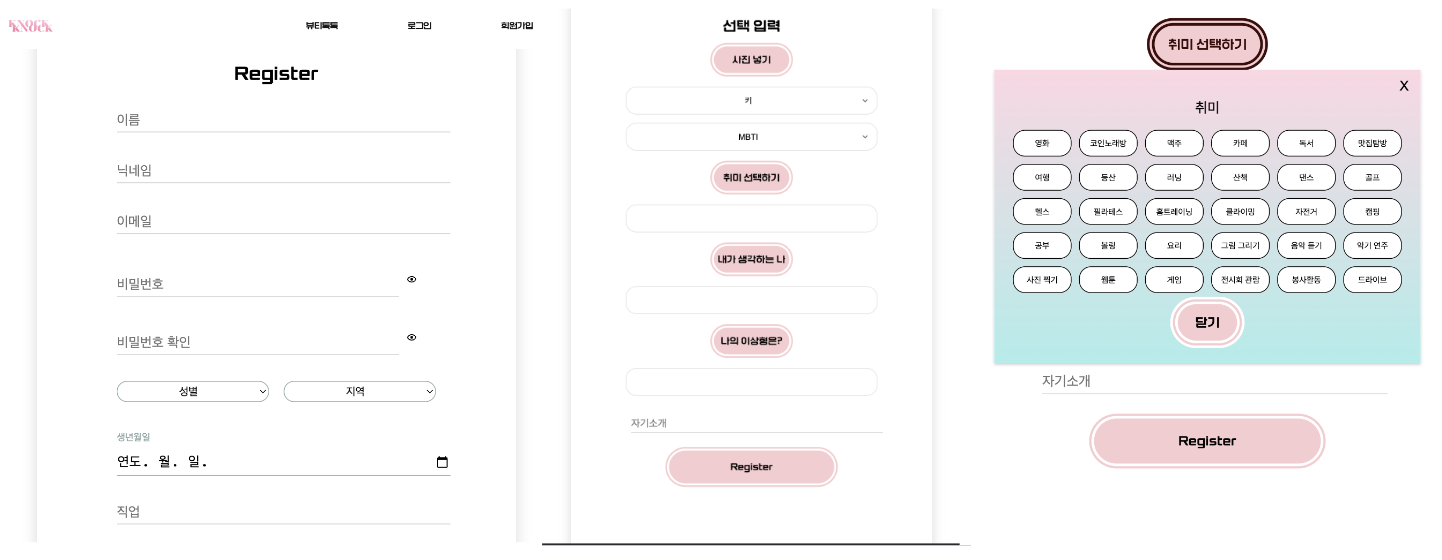 KNOCK
KNOCK
뷰티톡톡 로그인 회원가입
Register
이름
닉네임
이메일
비밀번호
비밀번호 확인
성별 지역
생년월일
연도. 월. 일.
직업
선택 입력
사진 넣기
키
MBTI
취미 선택하기
내가 생각하는 나
나의 이상형은?
자기소개
Register
취미 선택하기
X
취미
영화 코인노래방 맥주 카페 독서 맛집탐방
여행 등산 러닝 산책 댄스 골프
헬스 필라테스 홈트레이닝 클라이밍 자전거 캠핑
공부 볼링 요리 그림 그리기 음악 듣기 악기 연주
사진 찍기 웹툰 게임 전시회 관람 봉사활동 드라이브
닫기
자기소개
Register